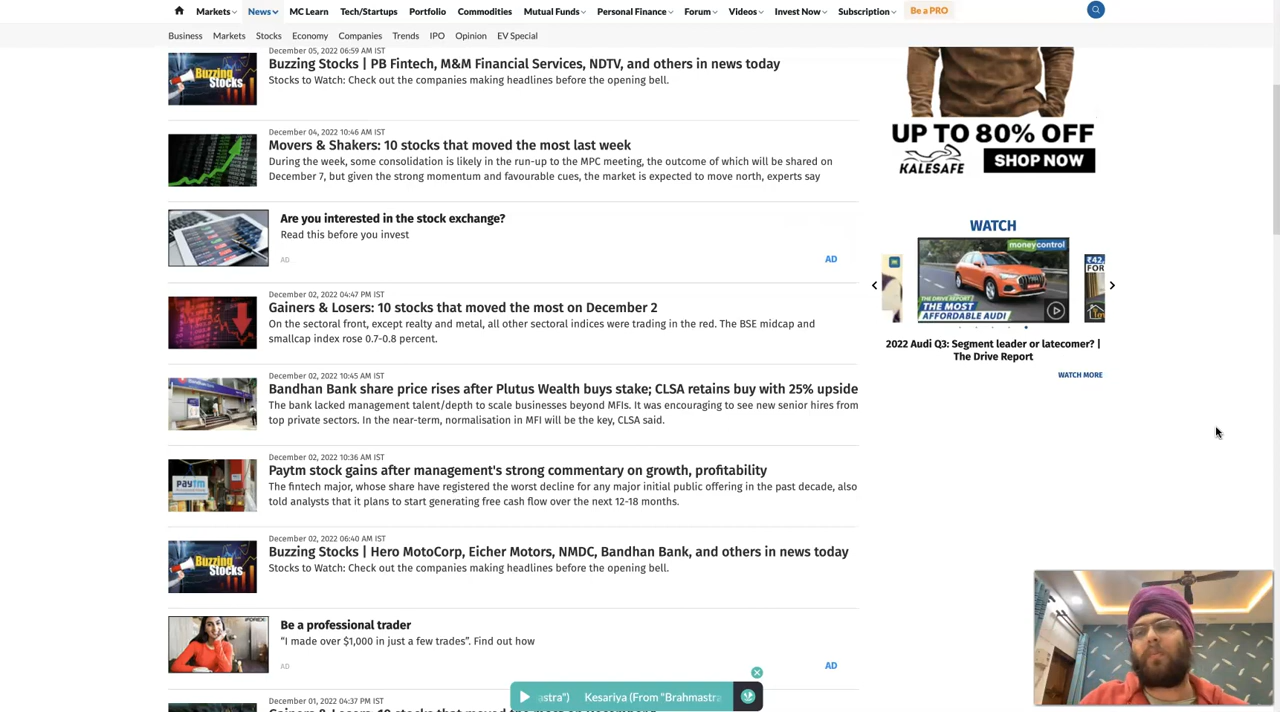 Markets News MC Learn Tech/Startups Portfolio Commodities Mutual Funds Personal Finance Forum Videos Invest Now Subscription Be a PRO
Business Markets Stocks Economy Companies Trends IPO Opinion EV Special
December 05, 2022 06:59 AM IST
Buzzing Stocks | PB Fintech, M&M Financial Services, NDTV, and others in news today
Stocks to Watch: Check out the companies making headlines before the opening bell.
Buzzing
Stocks
December 04, 2022 10:46 AM IST
Movers & Shakers: 10 stocks that moved the most last week
During the week, some consolidation is likely in the run-up to the MPC meeting, the outcome of which will be shared on
December 7, but given the strong momentum and favourable cues, the market is expected to move north, experts say
Are you interested in the stock exchange?
Read this before you invest
AD AD
December 02, 2022 04:47 PM IST
Gainers & Losers: 10 stocks that moved the most on December 2
On the sectoral front, except realty and metal, all other sectoral indices were trading in the red. The BSE midcap and
smallcap index rose 0.7-0.8 percent.
December 02, 2022 10:45 AM IST
Bandhan Bank share price rises after Plutus Wealth buys stake; CLSA retains buy with 25% upside
The bank lacked management talent/depth to scale businesses beyond MFIs. It was encouraging to see new senior hires from
top private sectors. In the near-term, normalisation in MFI will be the key, CLSA said.
December 02, 2022 10:36 AM IST
Paytm stock gains after management's strong commentary on growth, profitability
The fintech major, whose share have registered the worst decline for any major initial public offering in the past decade, also
told analysts that it plans to start generating free cash flow over the next 12-18 months.
paytm
December 02, 2022 06:40 AM IST
Buzzing Stocks | Hero MotoCorp, Eicher Motors, NMDC, Bandhan Bank, and others in news today
Stocks to Watch: Check out the companies making headlines before the opening bell.
Buzzing
Stocks
Be a professional trader
“I made over $1,000 in just a few trades”. Find out how
AD AD
December 01, 2022 04:37 PM IST
astra") Kesariya (From "Brahmastra
UP TO 80% OFF
KALESAFE SHOP NOW
WATCH
moneycontrol
THE DRIVE REPORT
THE MOST
AFFORDABLE AUDI
₹42,
FOR
2022 Audi Q3: Segment leader or latecomer? |
The Drive Report
WATCH MORE